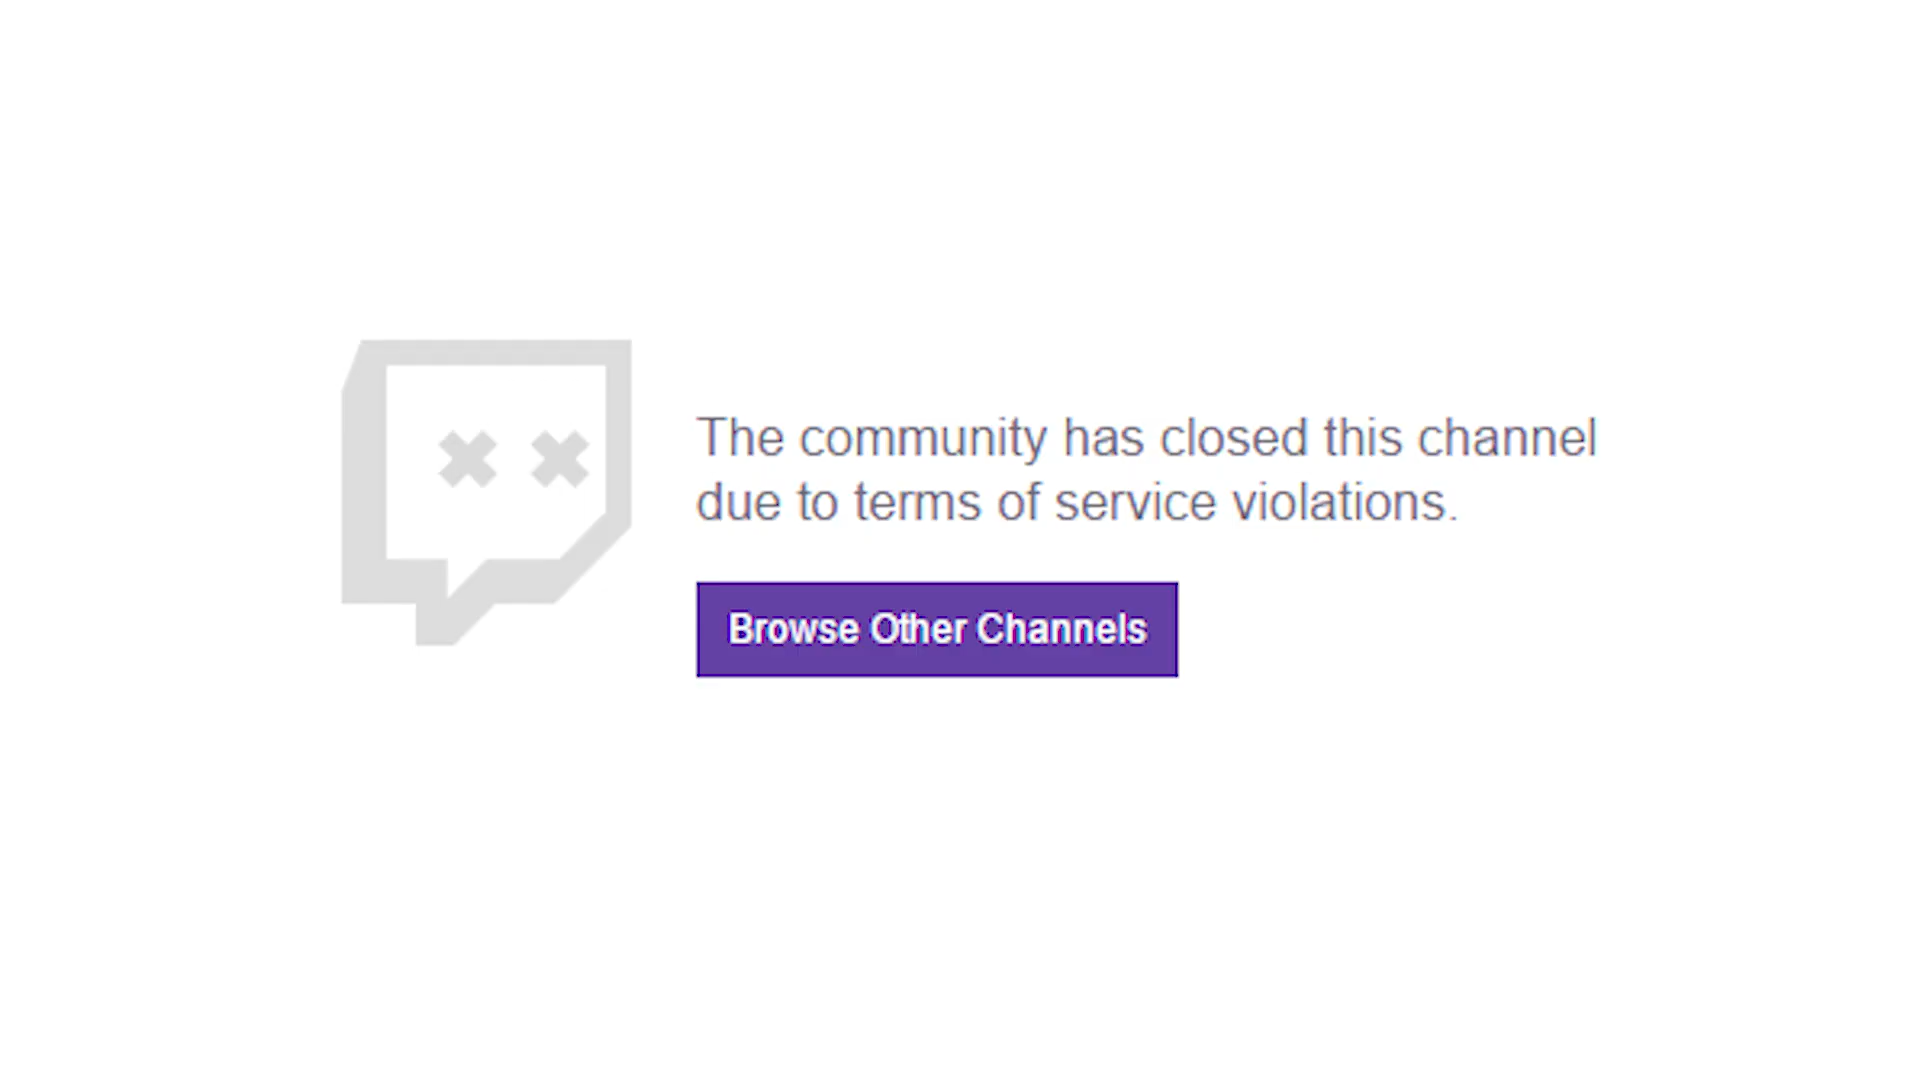 The community has closed this channel
due to terms of service violations.
Browse Other Channels